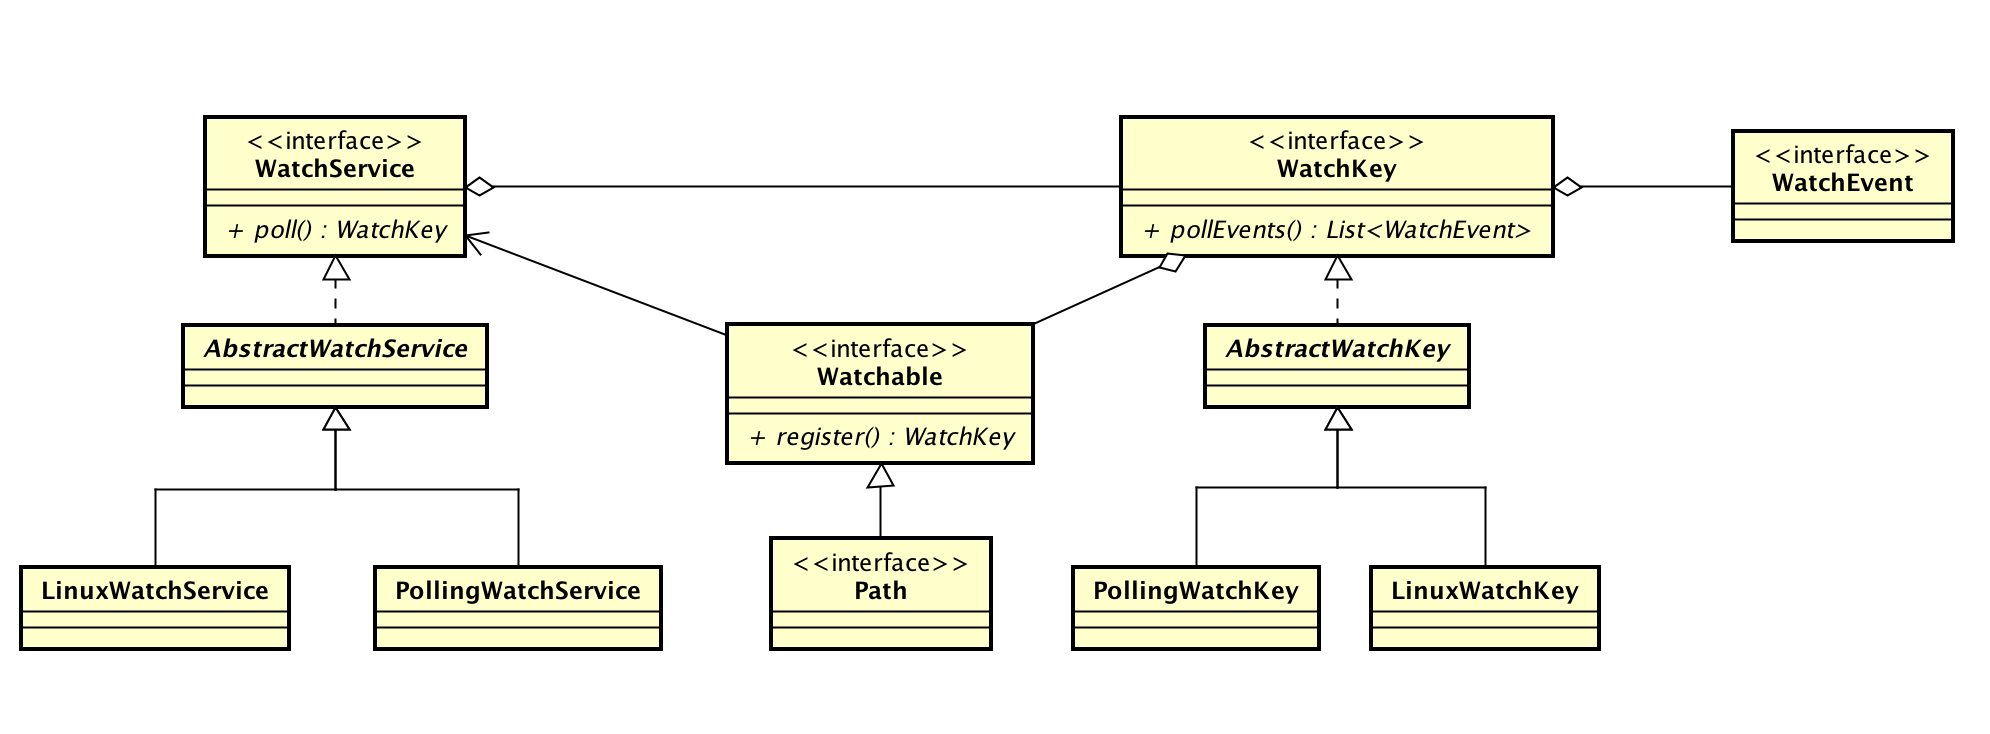 <<interface>>
WatchService
+ poll() : WatchKey
<<interface>>
WatchKey
+ pollEvents() : List<WatchEvent>
<<interface>>
WatchEvent
AbstractWatchService
<<interface>>
Watchable
+ register() : WatchKey
AbstractWatchKey
LinuxWatchService
PollingWatchService
<<interface>>
Path
PollingWatchKey
LinuxWatchKey